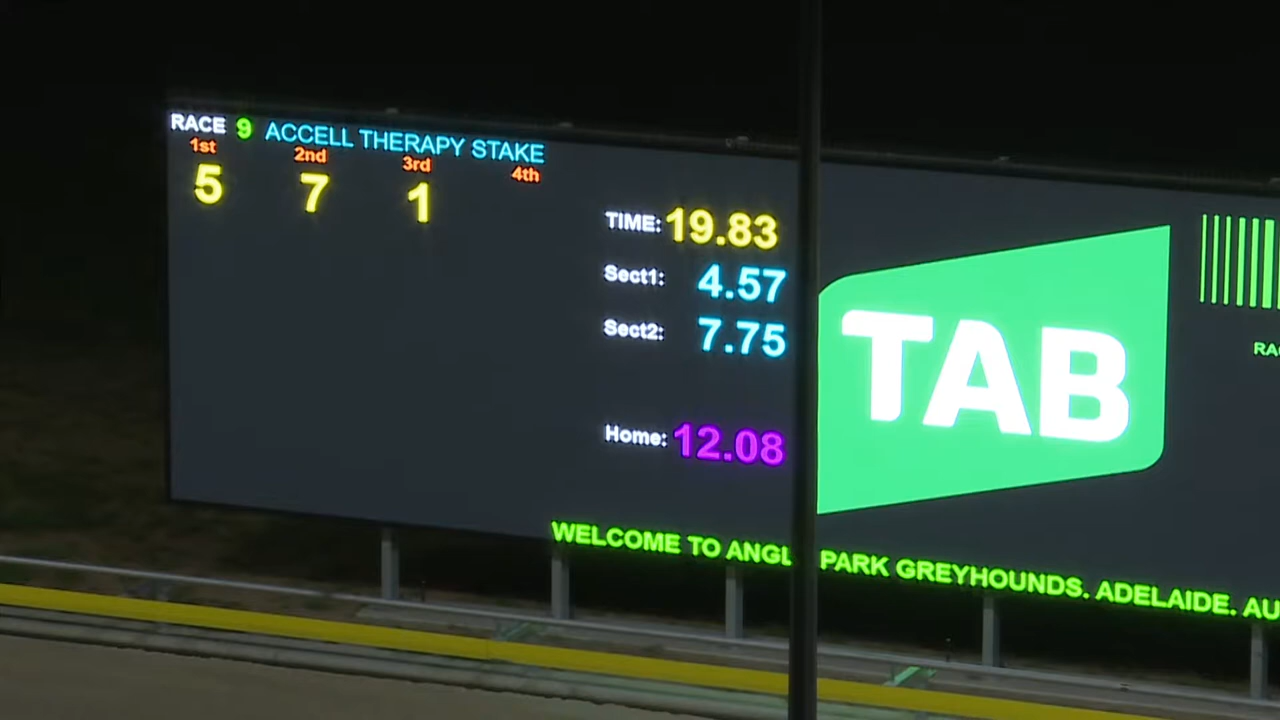 RACE 9 ACCELL THERAPY STAKE
1st 2nd 3rd 4th
5 7 1
TIME: 19.83
Sect1: 4.57
Sect2: 7.75
Home: 12.08
TAB
WELCOME TO ANGL PARK GREYHOUNDS. ADELAIDE. AU